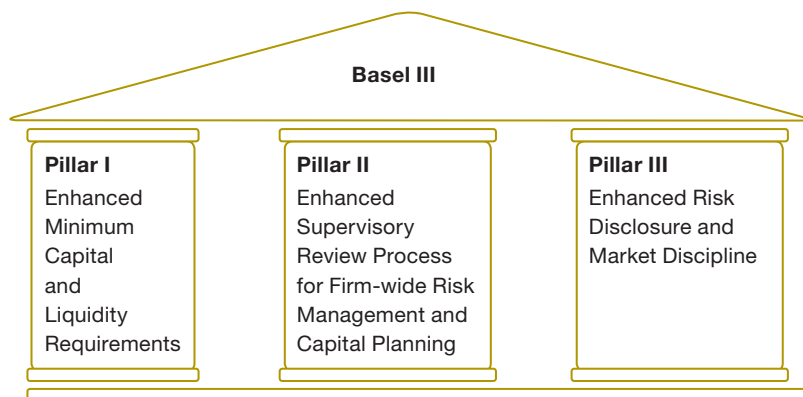 Basel III
Pillar I
Enhanced
Minimum
Capital
and
Liquidity
Requirements
Pillar II
Enhanced
Supervisory
Review Process
for Firm-wide Risk
Management and
Capital Planning
Pillar III
Enhanced Risk
Disclosure and
Market Discipline